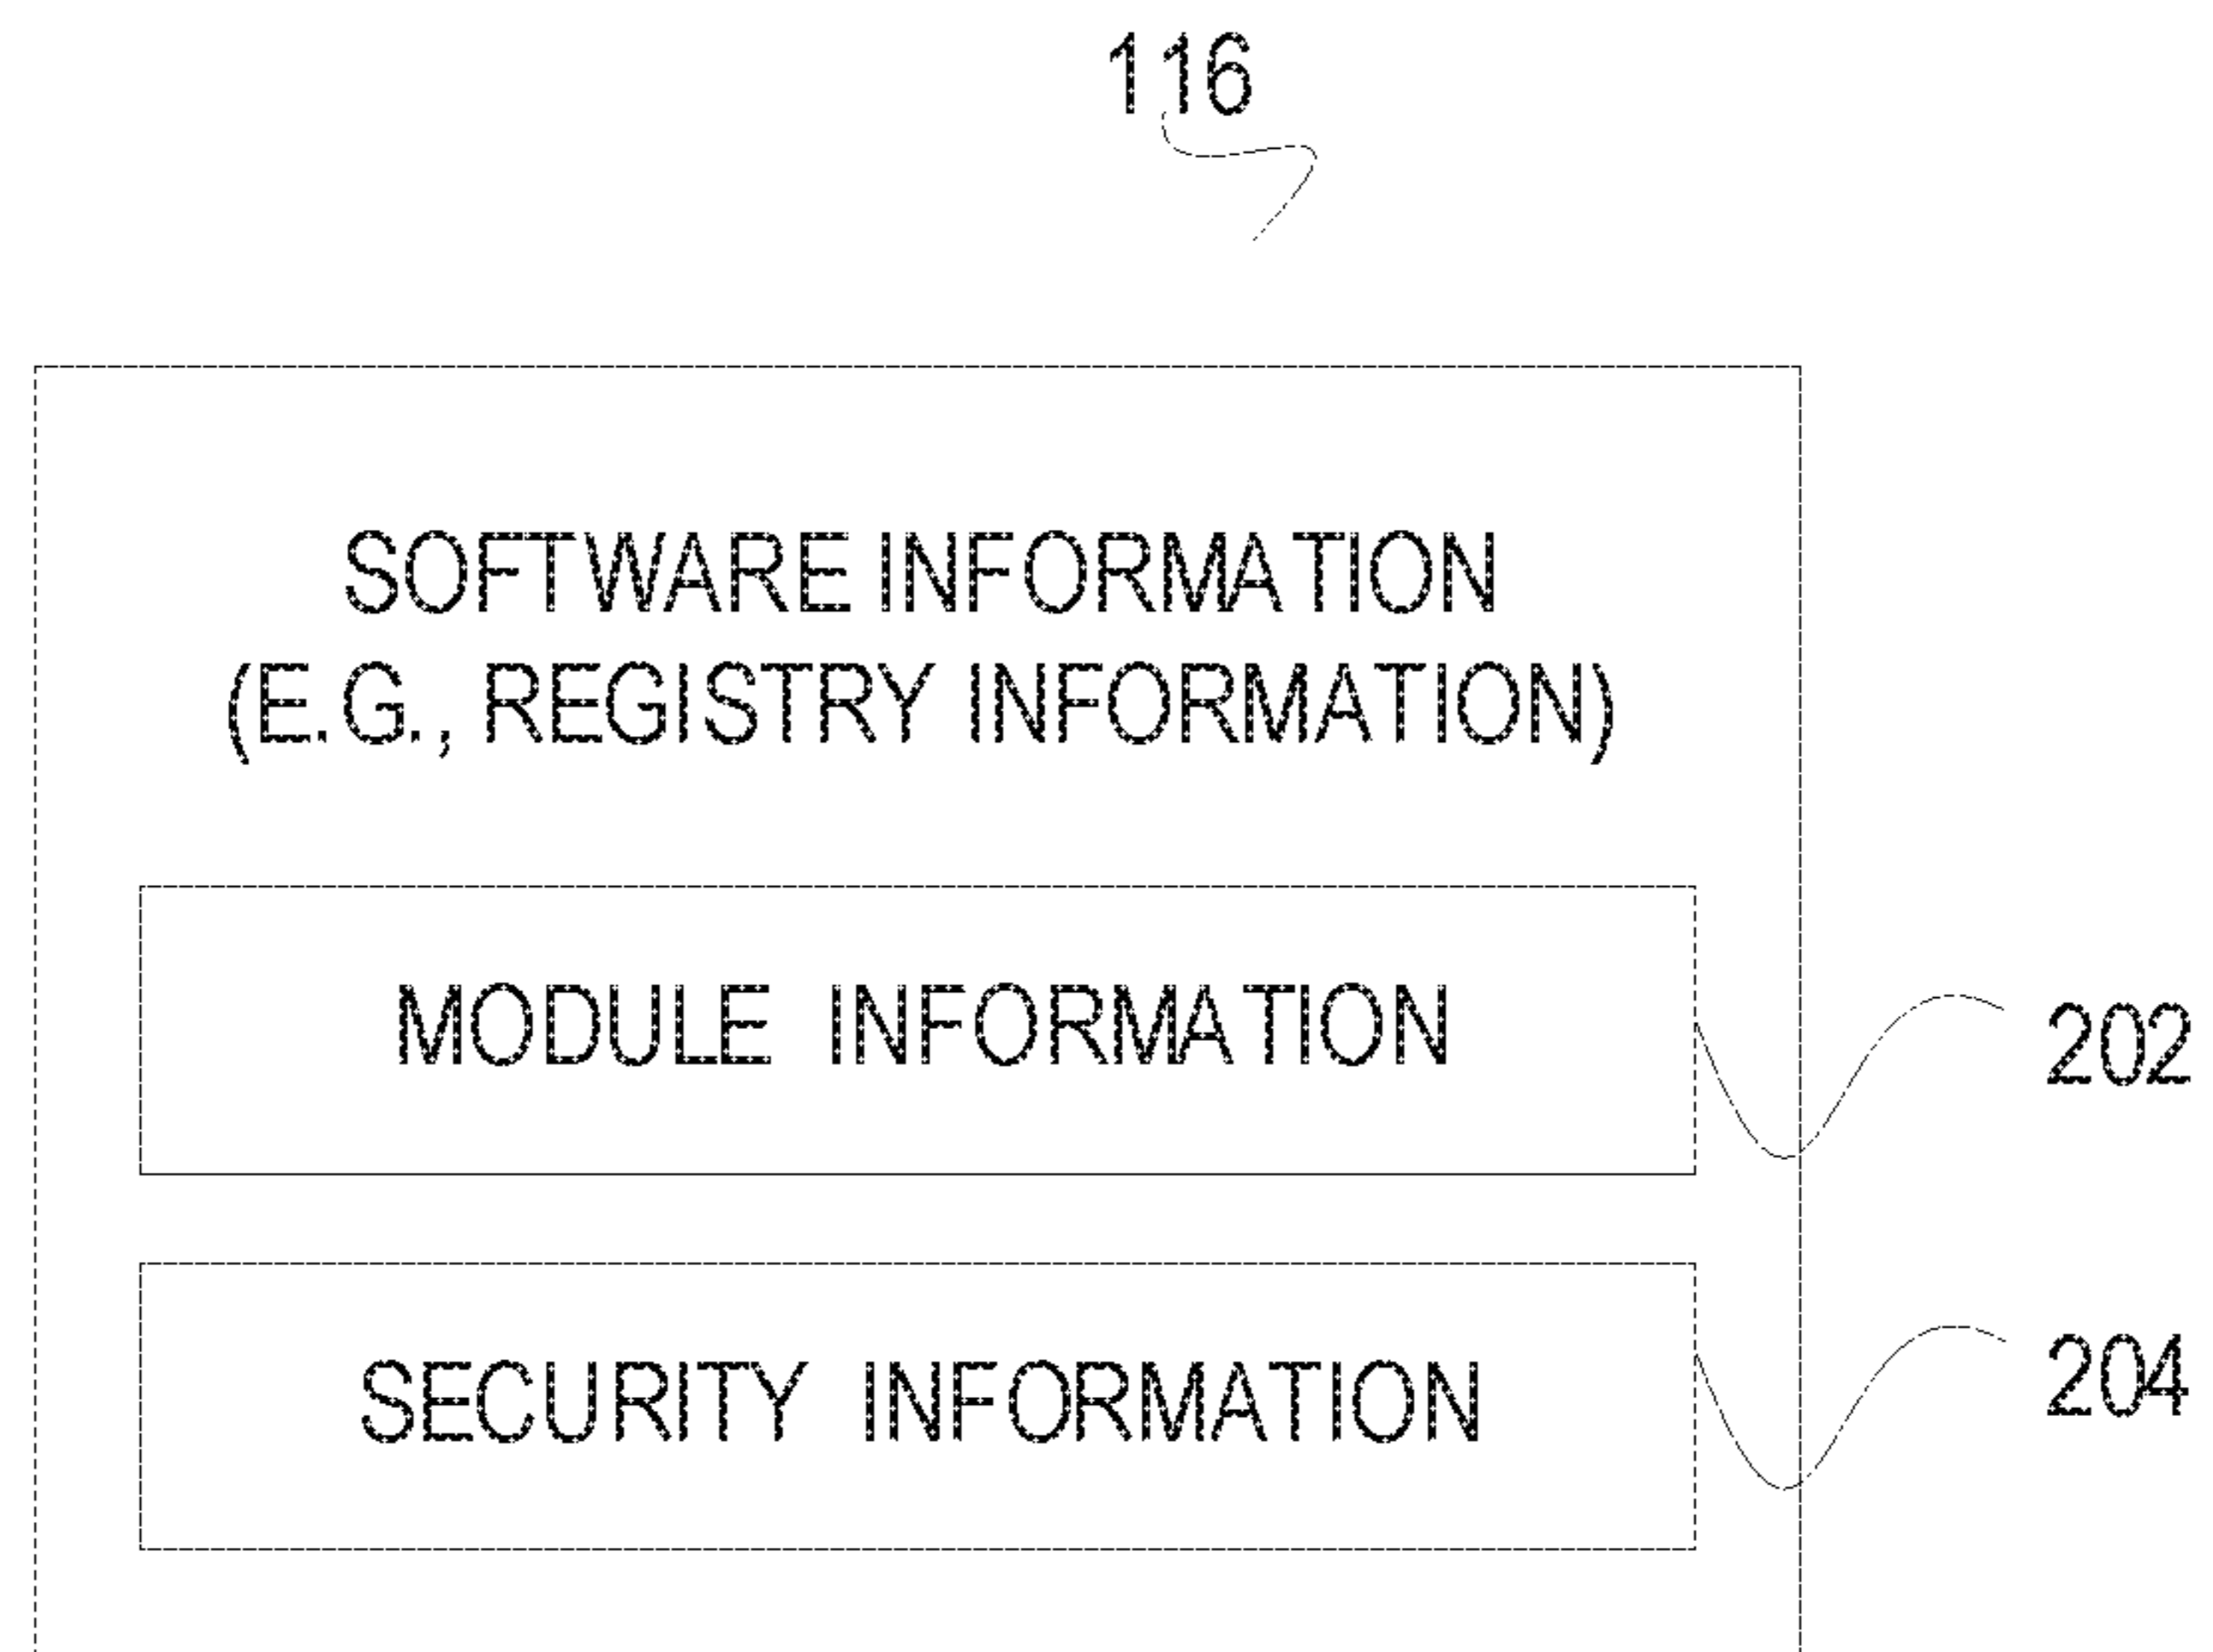 116
SOFTWARE INFORMATION
(E.G., REGISTRY INFORMATION)
MODULE INFORMATION
202
SECURITY INFORMATION
204